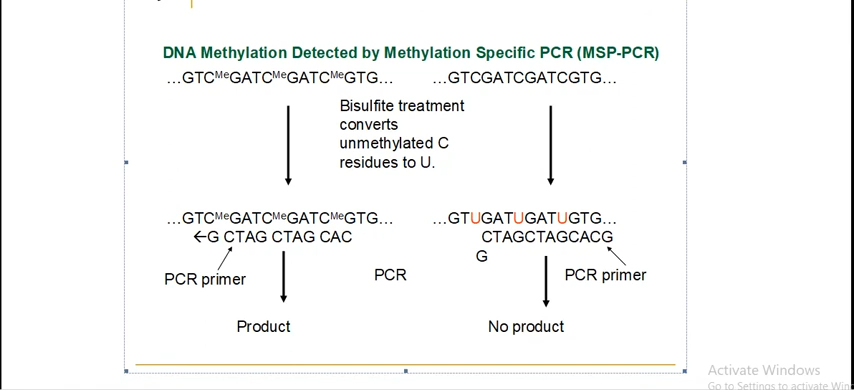 DNA Methylation Detected by Methylation Specific PCR (MSP-PCR)
…GTCMeGATCMeGATCMeGTG… …GTCGATCGATCGTG…
Bisulfite treatment
converts
unmethylated C
residues to U.
…GTCMeGATCMeGATCMeGTG… …GTUGATUGATUGTG…
←G CTAG CTAG CAC CTAGCTAGCACG
G
PCR primer PCR PCR primer
Product No product
Activate Windows
Go to Settings to activate Win